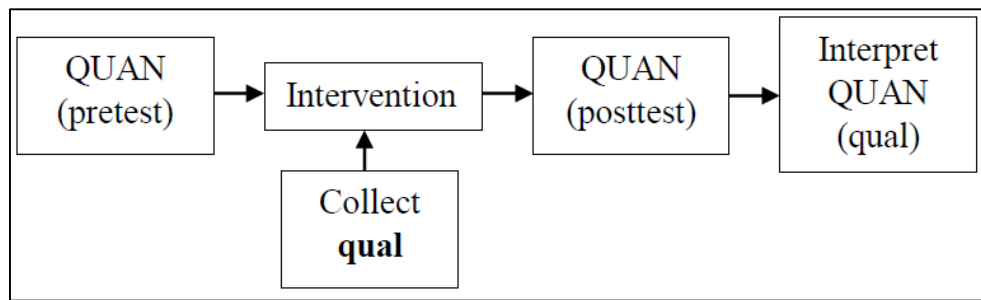 QUAN
(pretest)
Intervention
Collect
qual
QUAN
(posttest)
Interpret
QUAN
(qual)